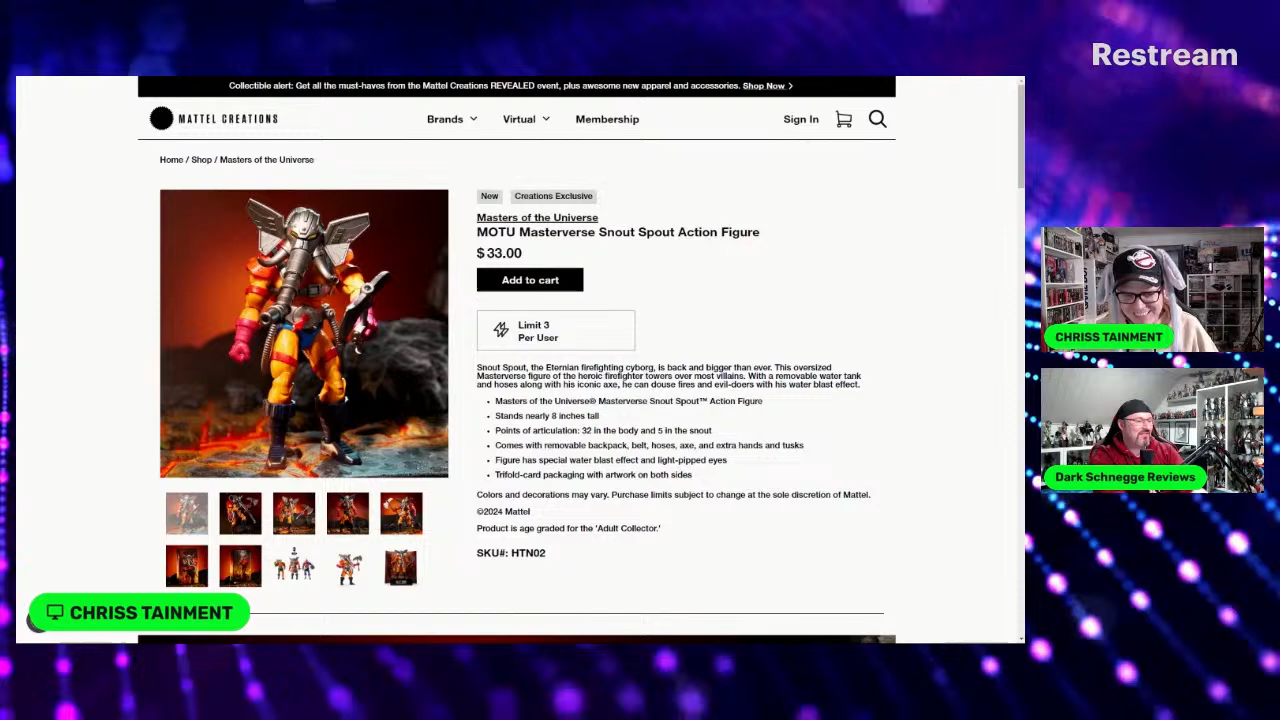 Restream
Collectible alert: Get all the must-haves from the Mattel Creations REVEALED event, plus awesome new apparel and accessories. Shop Now >
MATTEL CREATIONS
Brands
Virtual
Membership
Sign In
Home / Shop / Masters of the Universe
New
Creations Exclusive
Masters of the Universe
MOTU Masterverse Snout Spout Action Figure
$33.00
Add to cart
Limit 3
Per User
Snout Spout, the Eternian firefighting cyborg, is back and bigger than ever. This oversized
Masterverse figure of the heroic firefighter towers over most villains. With a removable water tank
and hoses along with his iconic axe, he can douse fires and evil-doers with his water blast effect.
• Masters of the Universe® Masterverse Snout Spout™ Action Figure
• Stands nearly 8 inches tall
• Points of articulation: 32 in the body and 5 in the snout
• Comes with removable backpack, belt, hoses, axe, and extra hands and tusks
• Figure has special water blast effect and light-pipped eyes
• Trifold-card packaging with artwork on both sides
Colors and decorations may vary. Purchase limits subject to change at the sole discretion of Mattel.
©2024 Mattel
Product is age graded for the 'Adult Collector.'
SKU#: HTN02
CHRISS TAINMENT
Dark Schnegge Reviews
CHRISS TAINMENT